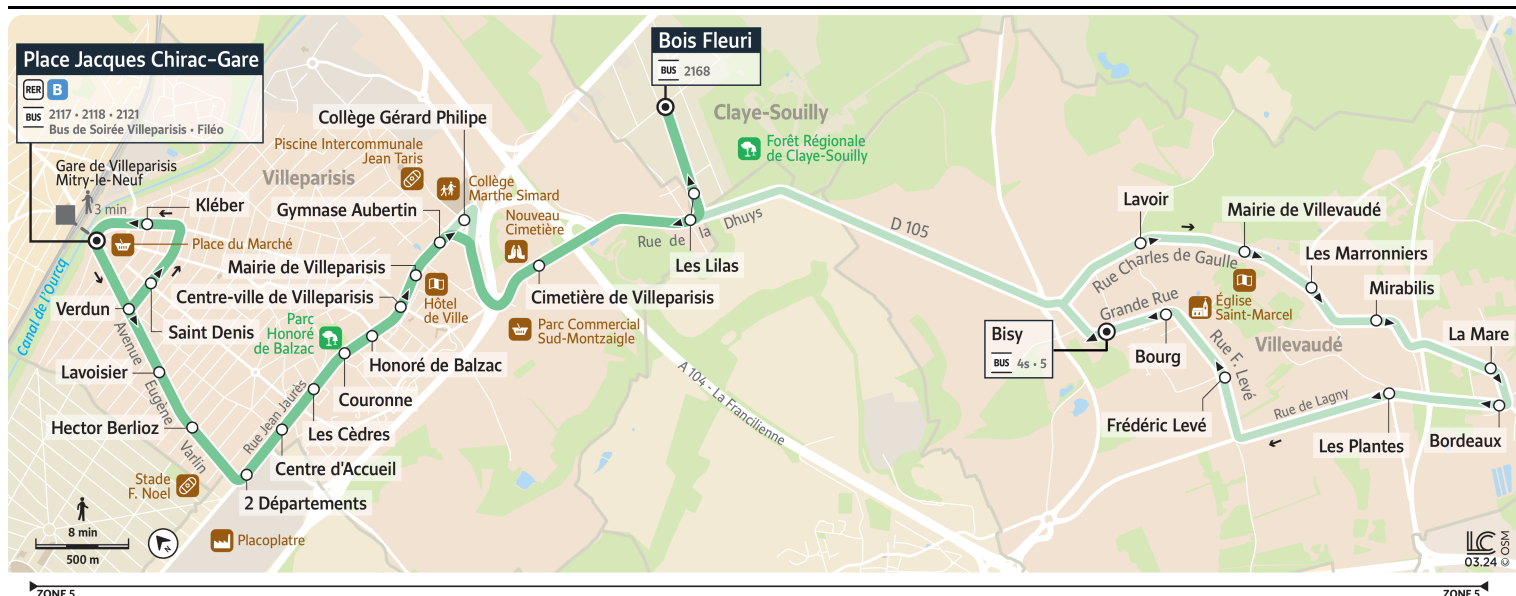 Place Jacques Chirac-Gare
RER B
BUS 2117 • 2118 • 2121
Bus de Soirée Villeparisis • Filéo
Gare de Villeparisis
Mitry-le-Neuf
3 min
Kléber
Place du Marché
Canal de l'Ourcq
Verdun
Saint Denis
Avenue Eugène Varlin
Lavoisier
Hector Berlioz
Stade
F. Noel
Placoplatre
2 Départements
Centre d'Accueil
Les Cèdres
Couronne
Honoré de Balzac
Rue Jean Jaurès
Parc
Honoré
de Balzac
Centre-ville de Villeparisis
Mairie de Villeparisis
Hôtel
de Ville
Gymnase Aubertin
Villeparisis
Piscine Intercommunale
Jean Taris
Collège Gérard Philipe
Collège
Marthe Simard
Nouveau
Cimetière
Cimetière de Villeparisis
Parc Commercial
Sud-Montzaigle
A 104 - La Francilienne
Bois Fleuri
BUS 2168
Claye-Souilly
Forêt Régionale
de Claye-Souilly
Rue de la Dhuys
Les Lilas
D 105
Bisy
BUS 4s • 5
Lavoir
Rue Charles de Gaulle
Mairie de Villevaudé
Les Marronniers
Mirabilis
La Mare
Bordeaux
Les Plantes
Rue de Lagny
Frédéric Levé
Rue F. Levé
Bourg
Grande Rue
Église
Saint-Marcel
Villevaudé
8 min
500 m
N
LC
03.24 © OSM
ZONE 5
ZONE 5